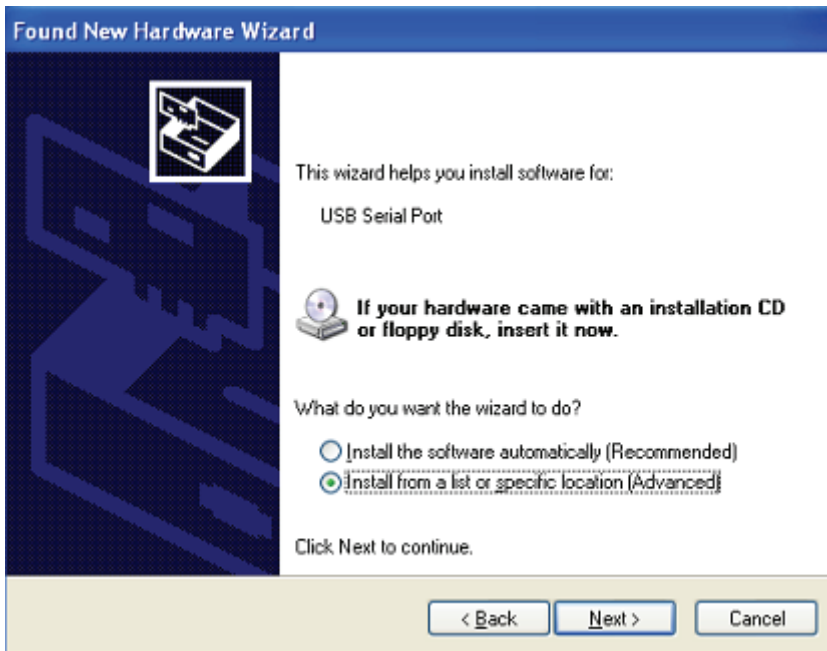 Found New Hardware Wizard
This wizard helps you install software for:
USB Serial Port
If your hardware came with an installation CD
or floppy disk, insert it now.
What do you want the wizard to do?
Install the software automatically (Recommended)
Install from a list or specific location (Advanced)
Click Next to continue.
< Back
Next >
Cancel